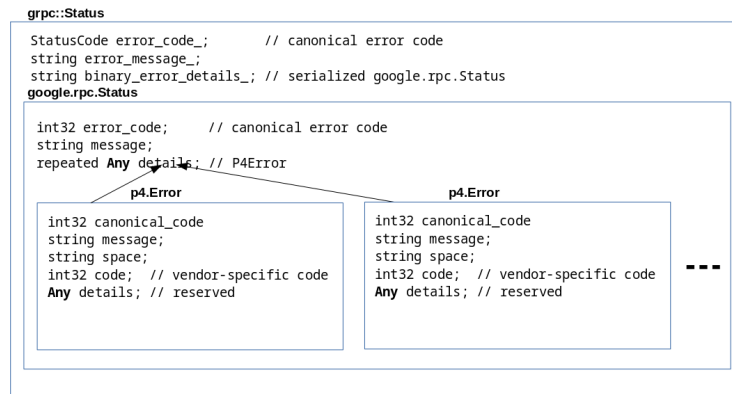 grpc::Status
StatusCode error_code_; // canonical error code
string error_message_;
string binary_error_details_; // serialized google.rpc.Status
google.rpc.Status
int32 error_code; // canonical error code
string message;
repeated Any details; // P4Error
p4.Error
int32 canonical_code
string message;
string space;
int32 code; // vendor-specific code
Any details; // reserved
p4.Error
int32 canonical_code
string message;
string space;
int32 code; // vendor-specific code
Any details; // reserved
---